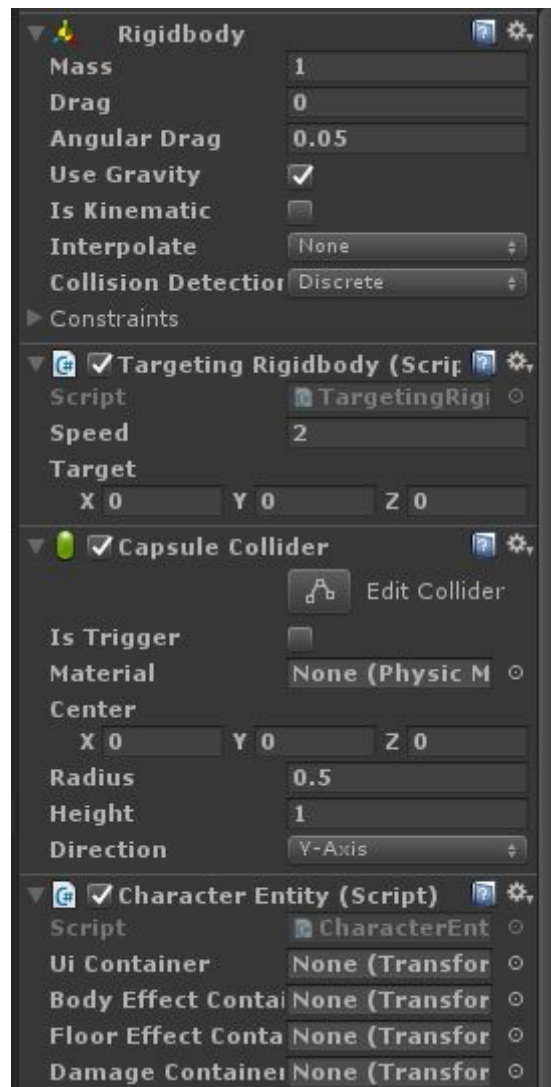 Rigidbody
Mass 1
Drag 0
Angular Drag 0.05
Use Gravity
Is Kinematic
Interpolate None
Collision Detection Discrete
Constraints
Targeting Rigidbody (Scrip
Script TargetingRigi
Speed 2
Target
X 0 Y 0 Z 0
Capsule Collider
Edit Collider
Is Trigger
Material None (Physic M
Center
X 0 Y 0 Z 0
Radius 0.5
Height 1
Direction Y-Axis
Character Entity (Script)
Script CharacterEnt
Ui Container None (Transfor
Body Effect Contai None (Transfor
Floor Effect Conta None (Transfor
Damage Container None (Transfor